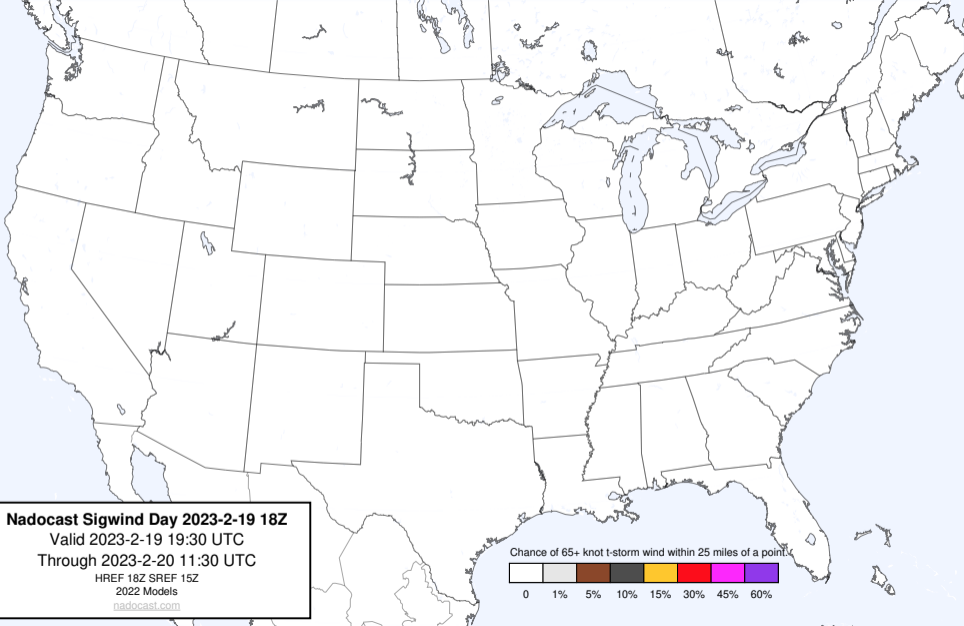 Nadocast Sigwind Day 2023-2-19 18Z
Valid 2023-2-19 19:30 UTC
Through 2023-2-20 11:30 UTC
HREF 18Z SREF 15Z
2022 Models
nadocast.com
Chance of 65+ knot t-storm wind within 25 miles of a point.
0 1% 5% 10% 15% 30% 45% 60%